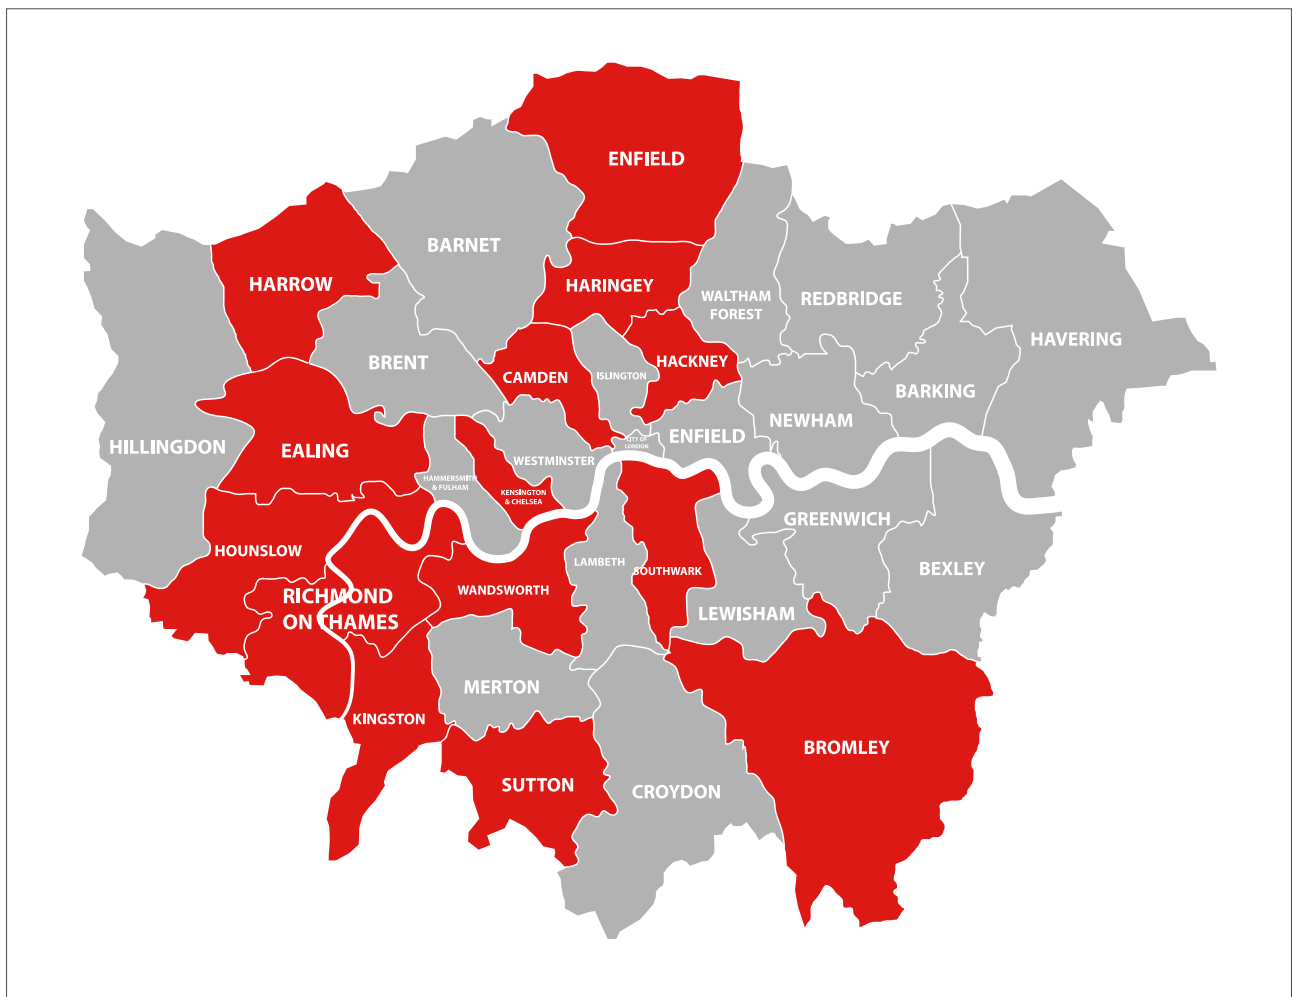 ENFIELD
BARNET
HARROW
HARINGEY
WALTHAM
FOREST
REDBRIDGE
HAVERING
BRENT
CAMDEN
ISLINGTON
HACKNEY
BARKING
HILLINGDON
EALING
WESTMINSTER
CITY OF
LONDON
ENFIELD
NEWHAM
HAMMERSMITH
& FULHAM
KENSINGTON
& CHELSEA
GREENWICH
HOUNSLOW
LAMBETH
SOUTHWARK
BEXLEY
RICHMOND
ON THAMES
WANDSWORTH
LEWISHAM
MERTON
KINGSTON
BROMLEY
SUTTON
CROYDON